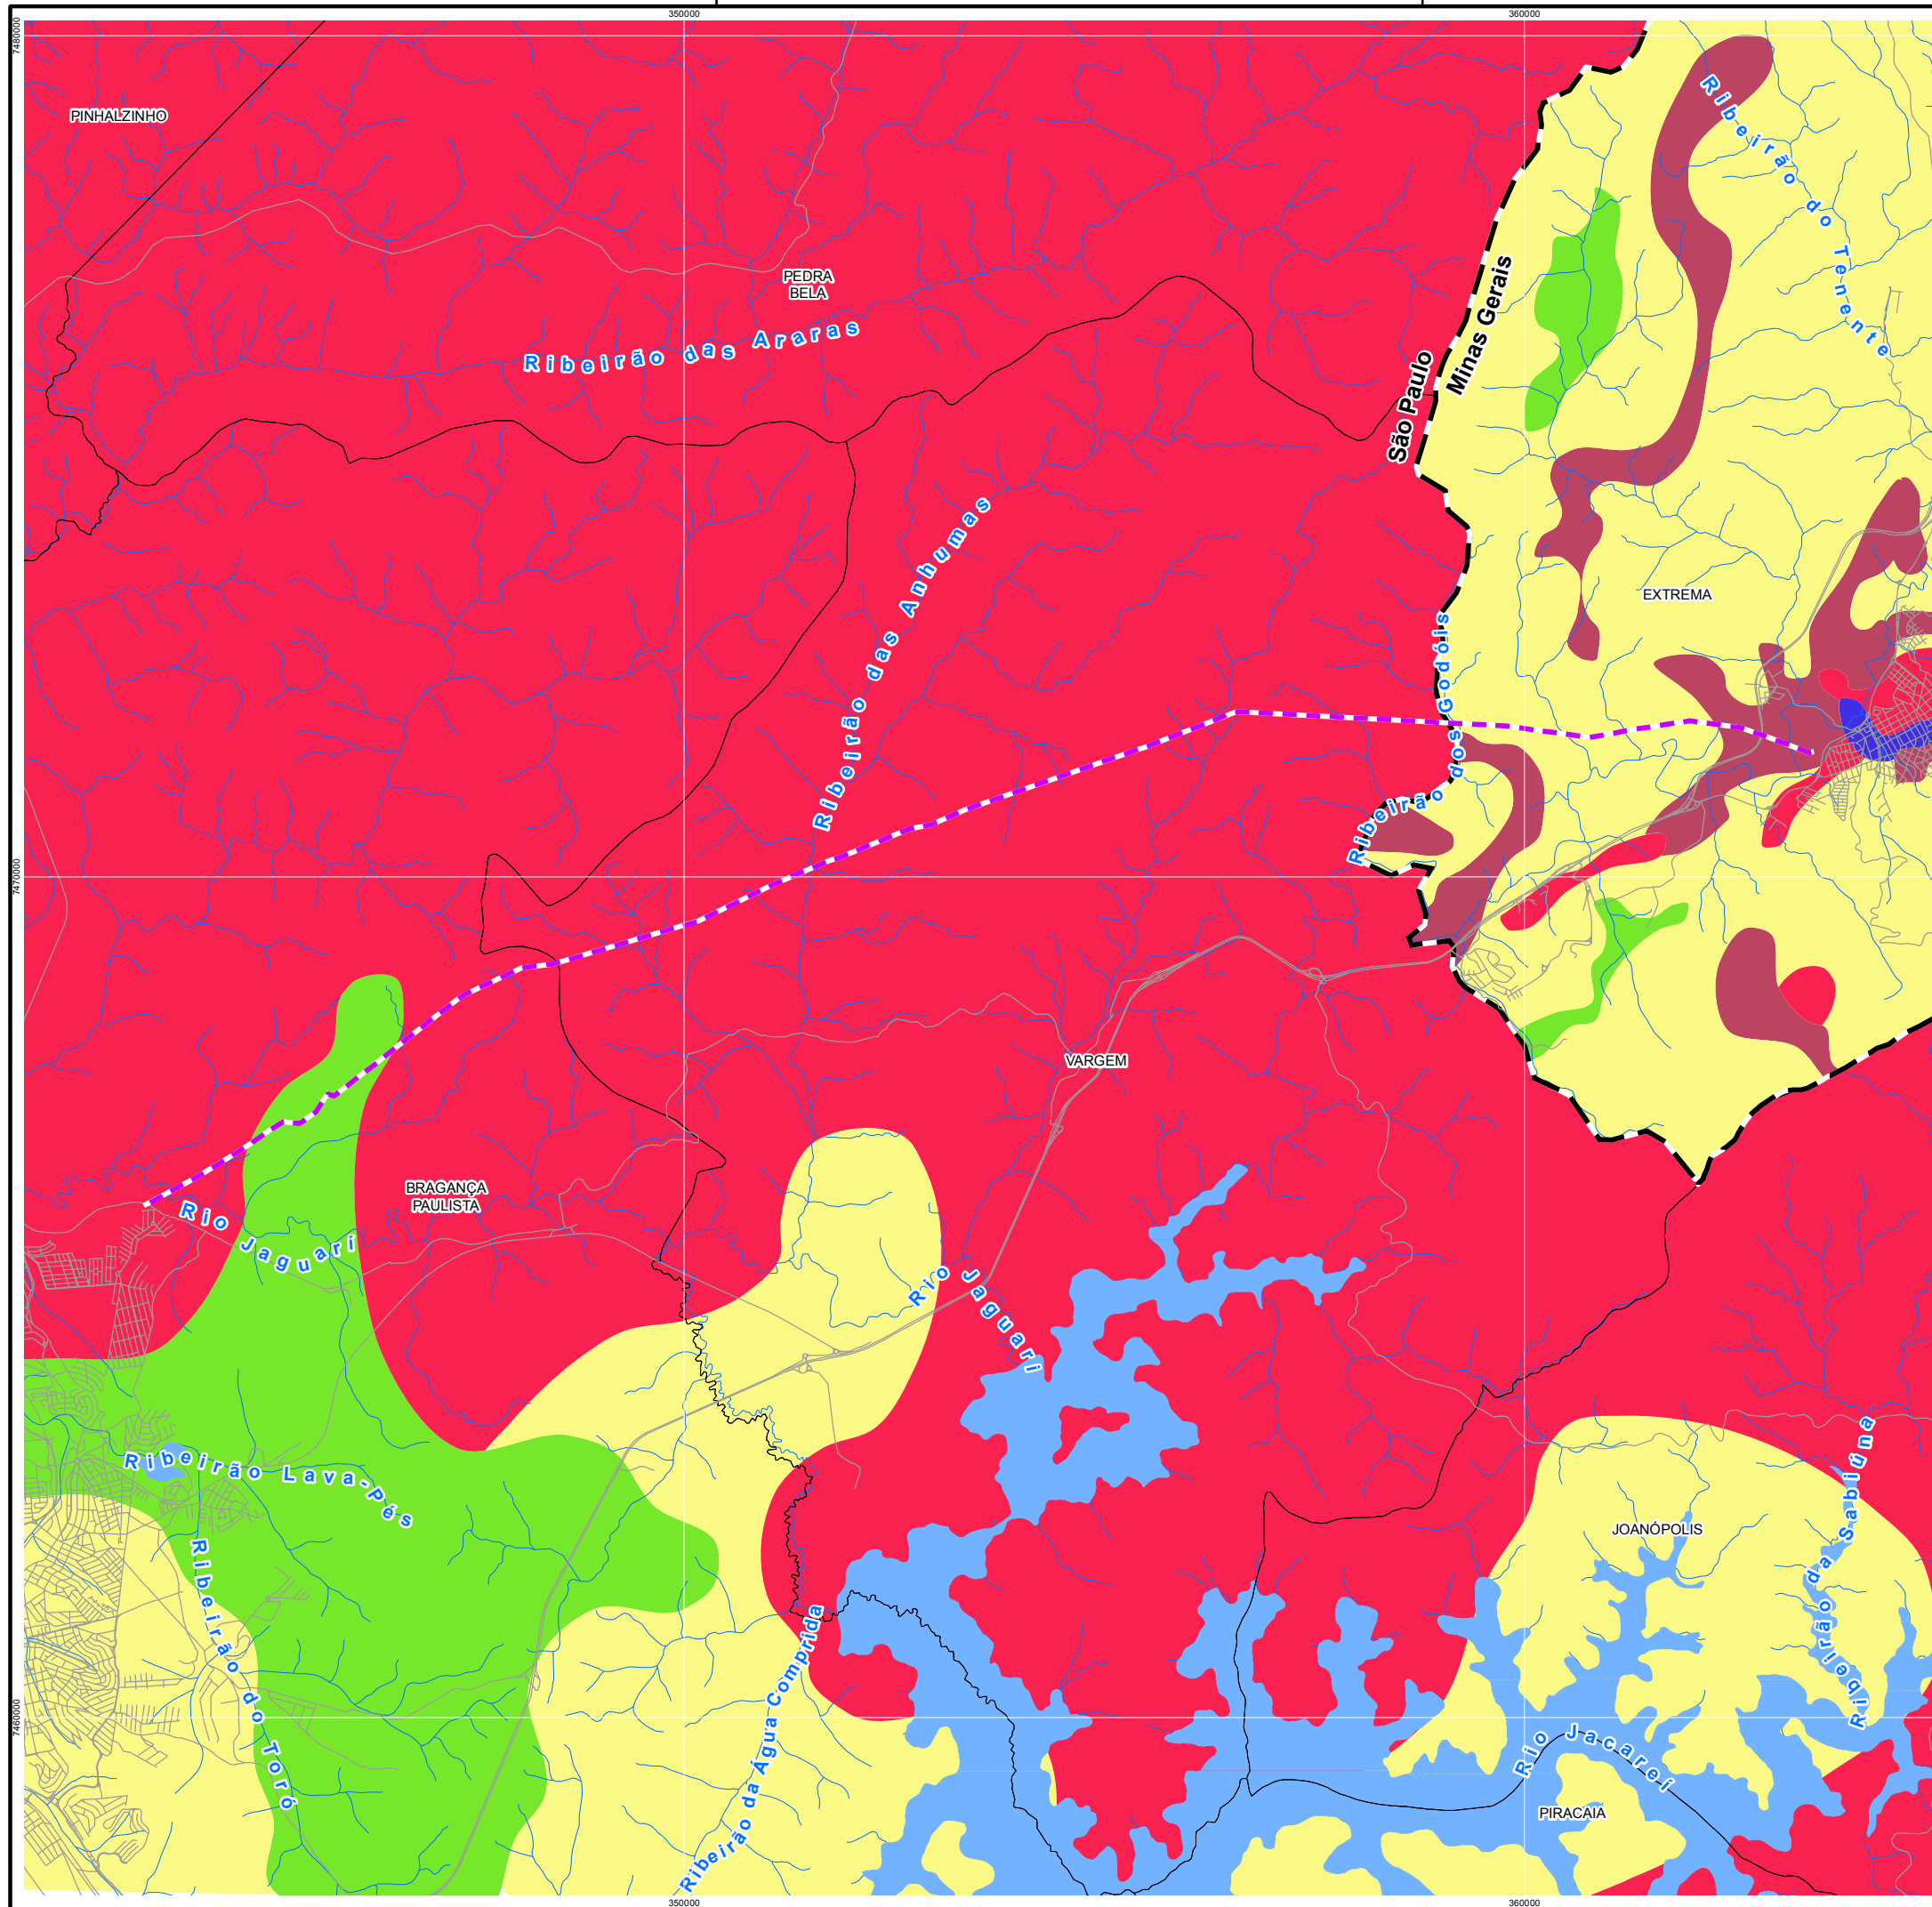 350000
360000
7480000
PINHALZINHO
Ribeirão do Tenente
PEDRA
BELA
Minas Gerais
São Paulo
Ribeirão das Araras
Ribeirão das Anhumas
EXTREMA
Ribeirão dos Godóis
7470000
VARGEM
BRAGANÇA
PAULISTA
Rio Jaguarí
Rio Jaguarí
Ribeirão Lava-Pés
Ribeirão da Sabiúna
JOANÓPOLIS
Ribeirão do Toró
Ribeirão da Água Comprida
7460000
Rio Jacareí
PIRACAIA
350000
360000